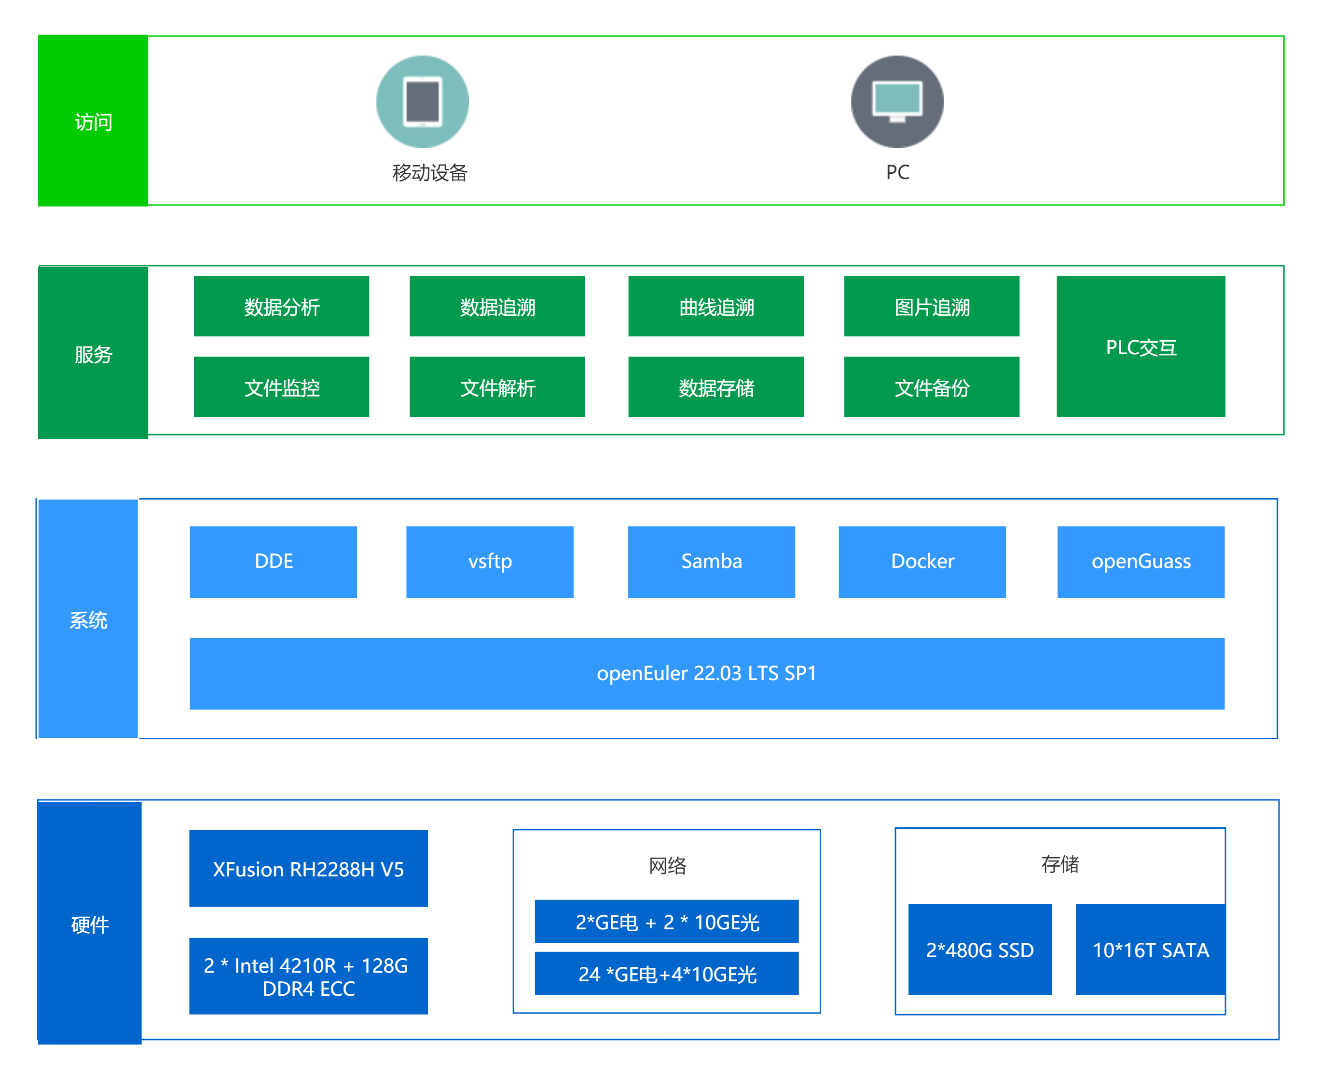 访问
移动设备
PC
服务
数据分析
数据追溯
曲线追溯
图片追溯
PLC交互
文件监控
文件解析
数据存储
文件备份
系统
DDE
vsftp
Samba
Docker
openGuass
openEuler 22.03 LTS SP1
硬件
XFusion RH2288H V5
2 * Intel 4210R + 128G
DDR4 ECC
网络
2*GE电 + 2 * 10GE光
24 *GE电+4*10GE光
存储
2*480G SSD
10*16T SATA